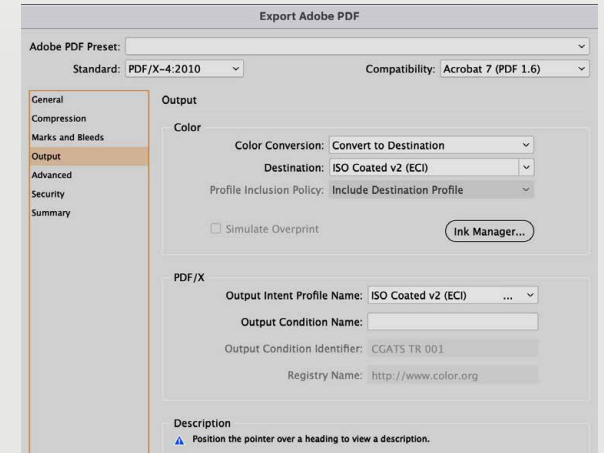 Export Adobe PDF
Adobe PDF Preset:
Standard: PDF/X-4:2010 Compatibility: Acrobat 7 (PDF 1.6)
General
Compression
Marks and Bleeds
Output
Advanced
Security
Summary
Output
Color
Color Conversion: Convert to Destination
Destination: ISO Coated v2 (ECI)
Profile Inclusion Policy: Include Destination Profile
Simulate Overprint
Ink Manager...
PDF/X
Output Intent Profile Name: ISO Coated v2 (ECI) ...
Output Condition Name:
Output Condition Identifier: CGATS TR 001
Registry Name: http://www.color.org
Description
Position the pointer over a heading to view a description.